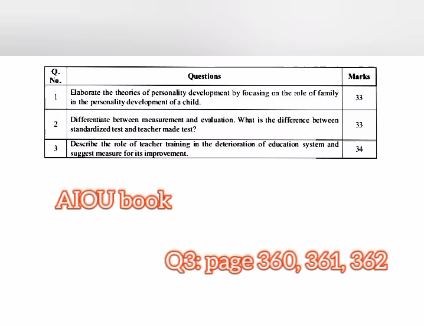 Q. No. Questions Marks
1 Elaborate the theories of personality development by focusing on the role of family
in the personality development of a child. 33
2 Differentiate between measurement and evaluation. What is the difference between
standardized test and teacher made test? 33
3 Describe the role of teacher training in the deterioration of education system and
suggest measure for its improvement. 34
AIOU book
Q3: page 360, 361, 362